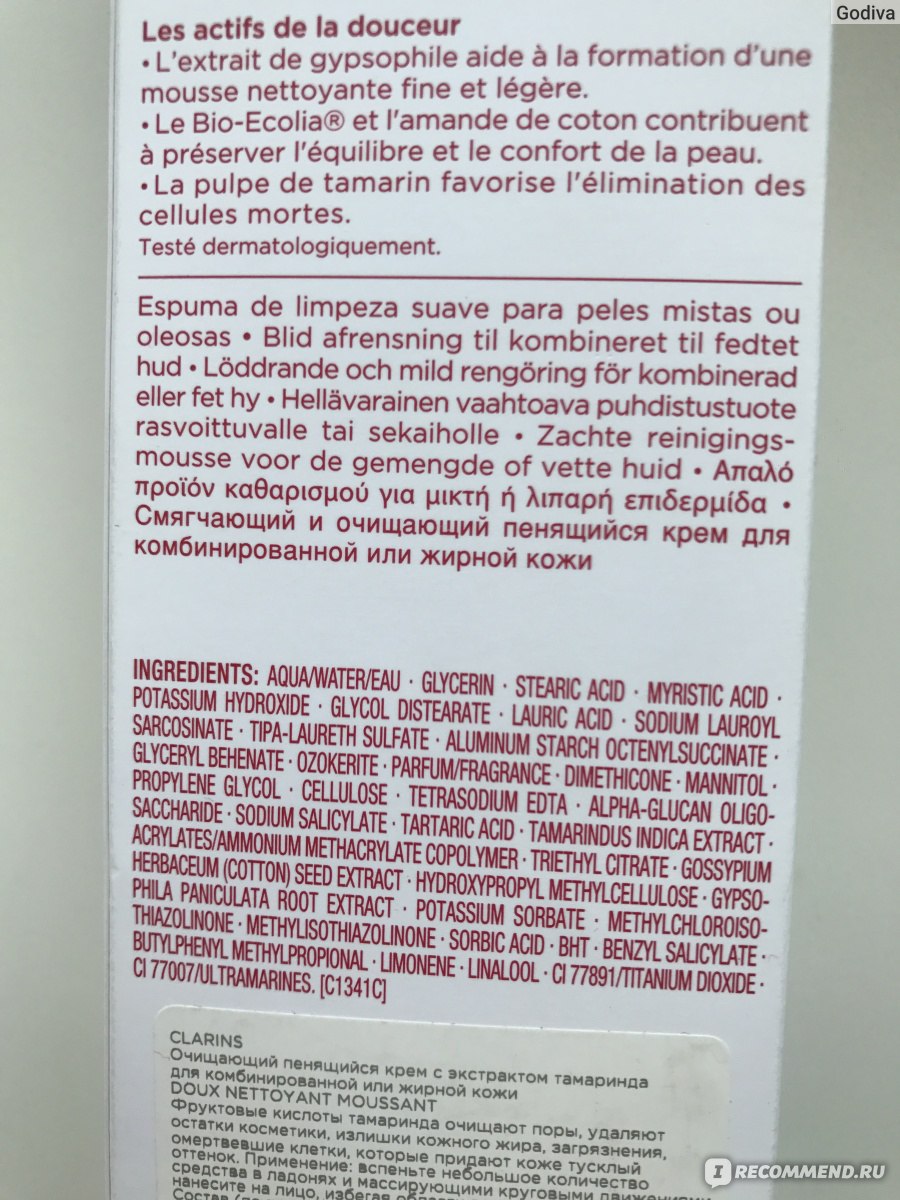 Godiva
Les actifs de la douceur
• L'extrait de gypsophile aide à la formation d'une
mousse nettoyante fine et légère.
• Le Bio-Ecolia® et l'amande de coton contribuent
à préserver l'équilibre et le confort de la peau.
• La pulpe de tamarin favorise l'élimination des
cellules mortes.
Testé dermatologiquement.
Espuma de limpeza suave para peles mistas ou
oleosas • Blid afrensning til kombineret til fedtet
hud • Löddrande och mild rengöring för kombinerad
eller fet hy • Hellävarainen vaahtoava puhdistustuote
rasvoittuvalle tai sekaiholle • Zachte reinigings-
mousse voor de gemengde of vette huid • Απαλό
προϊόν καθαρισμού για μικτή ή λιπαρή επιδερμίδα •
Смягчающий и очищающий пенящийся крем для
комбинированной или жирной кожи
INGREDIENTS: AQUA/WATER/EAU · GLYCERIN · STEARIC ACID · MYRISTIC ACID ·
POTASSIUM HYDROXIDE · GLYCOL DISTEARATE · LAURIC ACID · SODIUM LAUROYL
SARCOSINATE · TIPA-LAURETH SULFATE · ALUMINUM STARCH OCTENYLSUCCINATE ·
GLYCERYL BEHENATE · OZOKERITE · PARFUM/FRAGRANCE · DIMETHICONE · MANNITOL ·
PROPYLENE GLYCOL · CELLULOSE · TETRASODIUM EDTA · ALPHA-GLUCAN OLIGO-
SACCHARIDE · SODIUM SALICYLATE · TARTARIC ACID · TAMARINDUS INDICA EXTRACT ·
ACRYLATES/AMMONIUM METHACRYLATE COPOLYMER · TRIETHYL CITRATE · GOSSYPIUM
HERBACEUM (COTTON) SEED EXTRACT · HYDROXYPROPYL METHYLCELLULOSE · GYPSO-
PHILA PANICULATA ROOT EXTRACT · POTASSIUM SORBATE · METHYLCHLOROISO-
THIAZOLINONE · METHYLISOTHIAZOLINONE · SORBIC ACID · BHT · BENZYL SALICYLATE ·
BUTYLPHENYL METHYLPROPIONAL · LIMONENE · LINALOOL · CI 77891/TITANIUM DIOXIDE ·
CI 77007/ULTRAMARINES. [C1341C]
CLARINS
Очищающий пенящийся крем с экстрактом тамаринда
для комбинированной или жирной кожи
DOUX NETTOYANT MOUSSANT
Фруктовые кислоты тамаринда очищают поры, удаляют
остатки косметики, излишки кожного жира, загрязнения,
омертвевшие клетки, которые придают коже тусклый
оттенок. Применение: вспеньте небольшое количество
средства в ладонях и массирующими круговыми движениями
нанесите на лицо, избегая
Состав
IRECOMMEND.RU